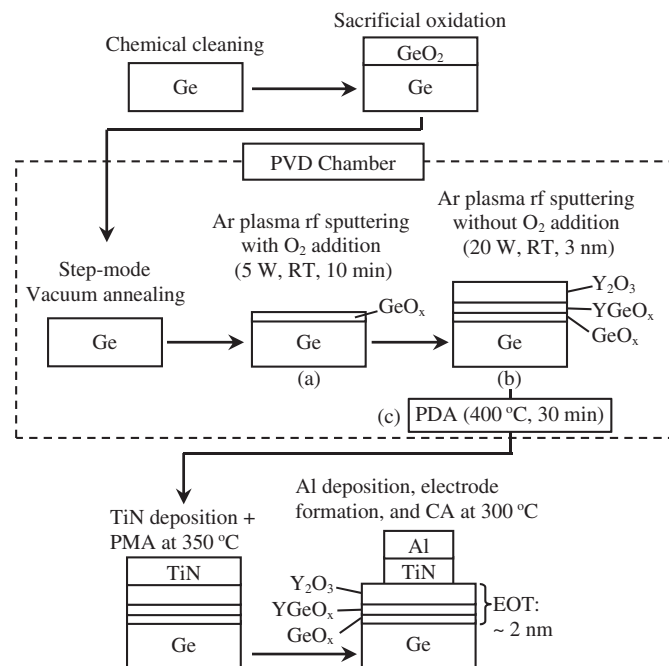 Sacrificial oxidation
Chemical cleaning
GeO2
Ge
Ge
PVD Chamber
Ar plasma rf sputtering
without O2 addition
(20 W, RT, 3 nm)
Ar plasma rf sputtering
with O2 addition
(5 W, RT, 10 min)
Step-mode
Vacuum annealing
Y2O3
YGeOx
GeOx
GeOx
Ge
Ge
Ge
(a)
(b)
(c)
PDA (400 ºC, 30 min)
Al deposition, electrode
formation, and CA at 300 ºC
TiN deposition +
PMA at 350 ºC
Al
TiN
TiN
Y2O3
YGeOx
GeOx
EOT:
~ 2 nm
Ge
Ge